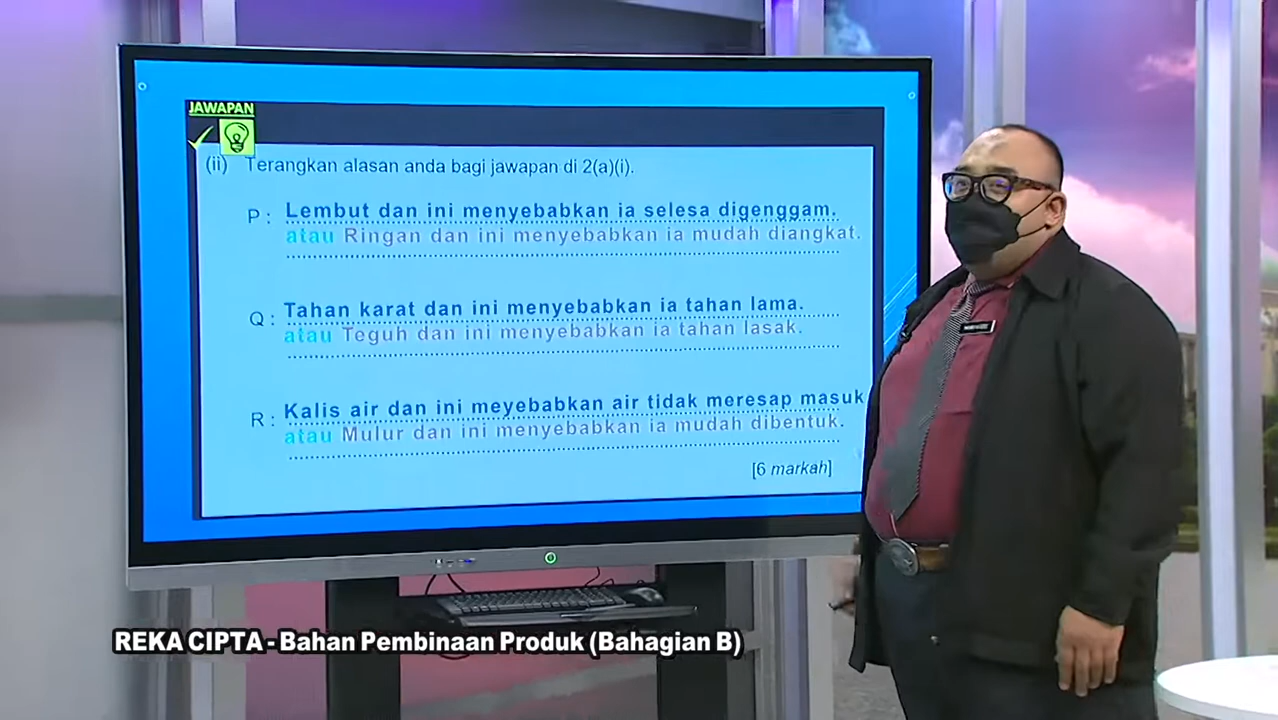 JAWAPAN
(ii) Terangkan alasan anda bagi jawapan di 2(a)(i).
P : Lembut dan ini menyebabkan ia selesa digenggam.
atau Ringan dan ini menyebabkan ia mudah diangkat.
Q : Tahan karat dan ini menyebabkan ia tahan lama.
atau Teguh dan ini menyebabkan ia tahan lasak.
R : Kalis air dan ini meyebabkan air tidak meresap masuk
atau Mulur dan ini menyebabkan ia mudah dibentuk.
[6 markah]
REKA CIPTA - Bahan Pembinaan Produk (Bahagian B)